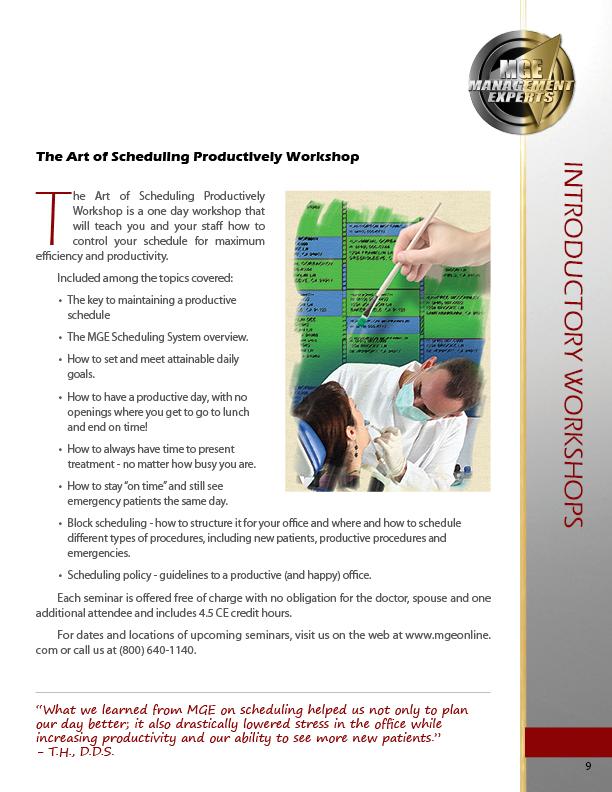 MGE
MANAGEMENT
EXPERTS
The Art of Scheduling Productively Workshop
The Art of Scheduling Productively
Workshop is a one day workshop that
will teach you and your staff how to
control your schedule for maximum
efficiency and productivity.
Included among the topics covered:
• The key to maintaining a productive
schedule
• The MGE Scheduling System overview.
• How to set and meet attainable daily
goals.
• How to have a productive day, with no
openings where you get to go to lunch
and end on time!
• How to always have time to present
treatment - no matter how busy you are.
• How to stay “on time” and still see
emergency patients the same day.
• Block scheduling - how to structure it for your office and where and how to schedule
different types of procedures, including new patients, productive procedures and
emergencies.
• Scheduling policy - guidelines to a productive (and happy) office.
Each seminar is offered free of charge with no obligation for the doctor, spouse and one
additional attendee and includes 4.5 CE credit hours.
For dates and locations of upcoming seminars, visit us on the web at www.mgeonline.
com or call us at (800) 640-1140.
“What we learned from MGE on scheduling helped us not only to plan
our day better; it also drastically lowered stress in the office while
increasing productivity and our ability to see more new patients.”
– T.H., D.D.S.
INTRODUCTORY WORKSHOPS
9